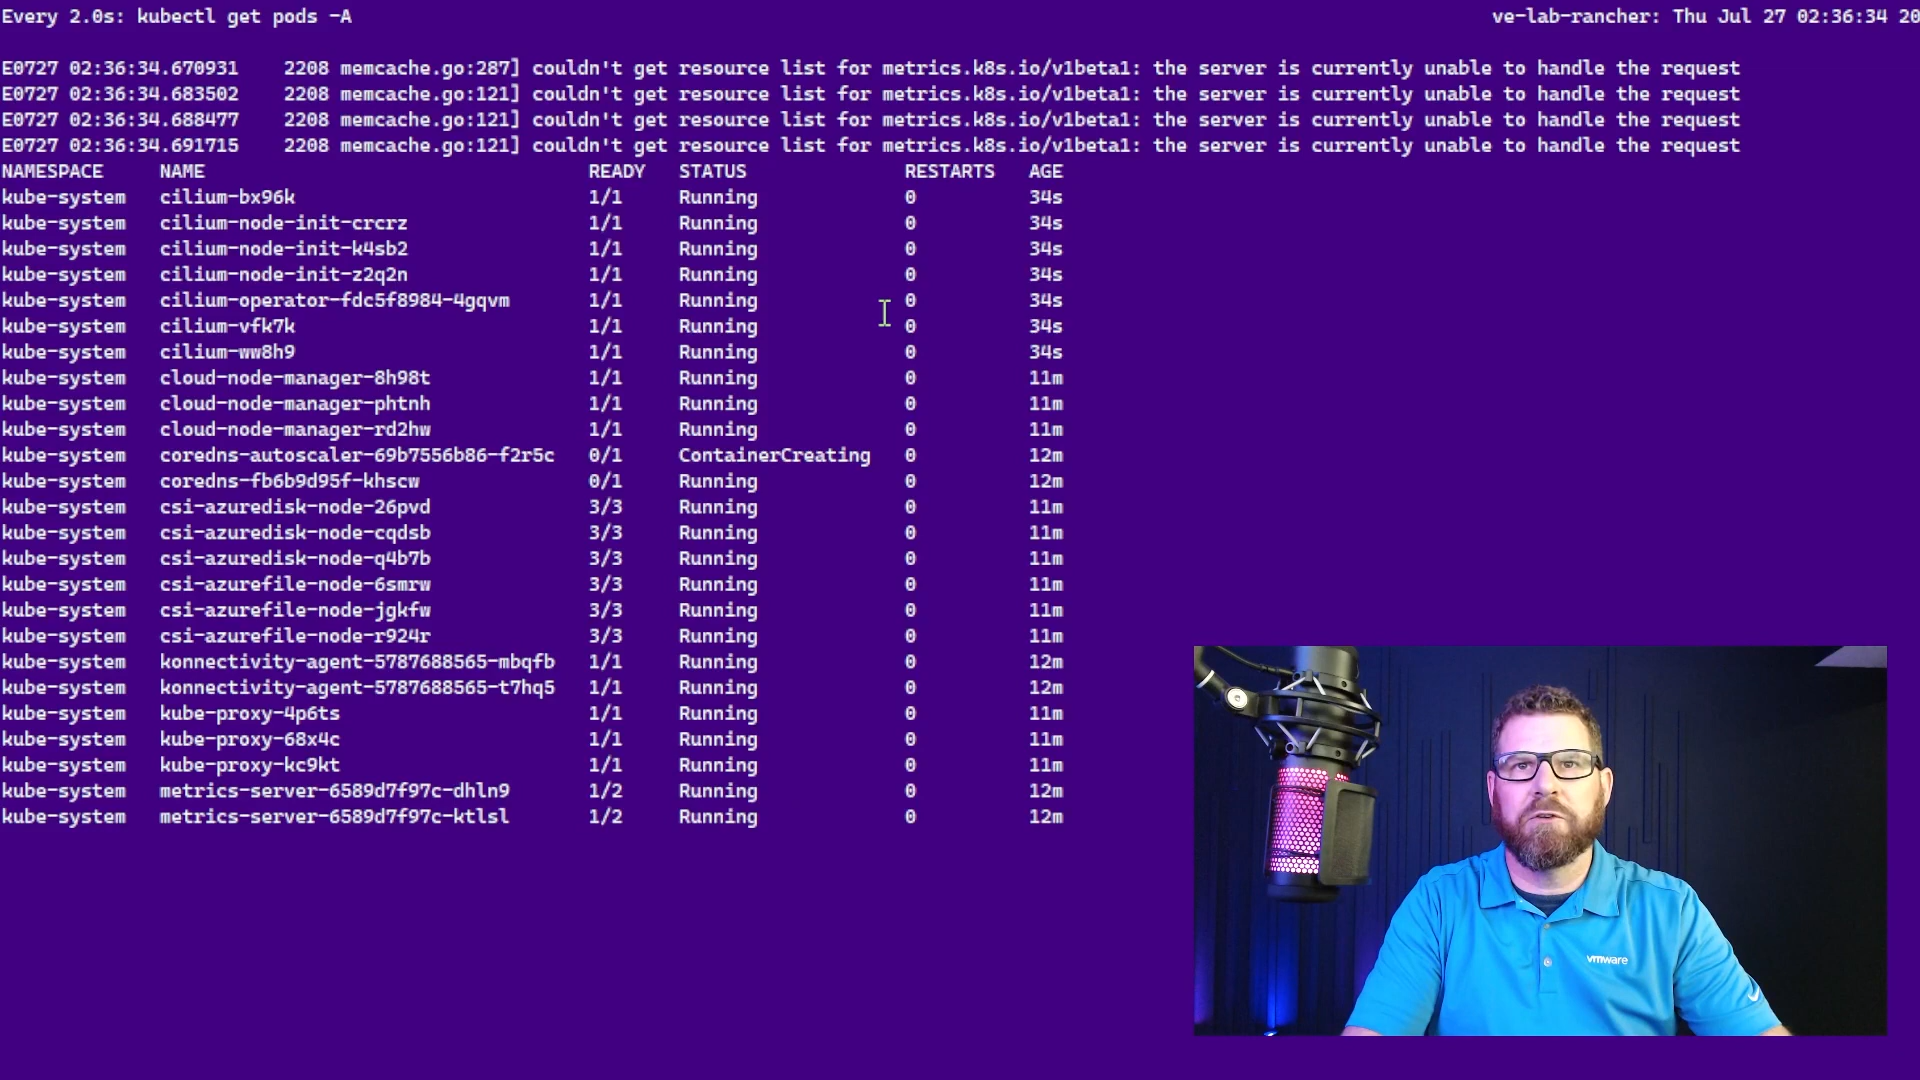 Every 2.0s: kubectl get pods -A ve-lab-rancher: Thu Jul 27 02:36:34 20
E0727 02:36:34.670931 2208 memcache.go:287] couldn't get resource list for metrics.k8s.io/v1beta1: the server is currently unable to handle the request
E0727 02:36:34.683502 2208 memcache.go:121] couldn't get resource list for metrics.k8s.io/v1beta1: the server is currently unable to handle the request
E0727 02:36:34.688477 2208 memcache.go:121] couldn't get resource list for metrics.k8s.io/v1beta1: the server is currently unable to handle the request
E0727 02:36:34.691715 2208 memcache.go:121] couldn't get resource list for metrics.k8s.io/v1beta1: the server is currently unable to handle the request
NAMESPACE NAME READY STATUS RESTARTS AGE
kube-system cilium-bx96k 1/1 Running 0 34s
kube-system cilium-node-init-crcrz 1/1 Running 0 34s
kube-system cilium-node-init-k4sb2 1/1 Running 0 34s
kube-system cilium-node-init-z2q2n 1/1 Running 0 34s
kube-system cilium-operator-fdc5f8984-4gqvm 1/1 Running 0 34s
kube-system cilium-vfk7k 1/1 Running 0 34s
kube-system cilium-ww8h9 1/1 Running 0 34s
kube-system cloud-node-manager-8h98t 1/1 Running 0 11m
kube-system cloud-node-manager-phtnh 1/1 Running 0 11m
kube-system cloud-node-manager-rd2hw 1/1 Running 0 11m
kube-system coredns-autoscaler-69b7556b86-f2r5c 0/1 ContainerCreating 0 12m
kube-system coredns-fb6b9d95f-khscw 0/1 Running 0 12m
kube-system csi-azuredisk-node-26pvd 3/3 Running 0 11m
kube-system csi-azuredisk-node-cqdsb 3/3 Running 0 11m
kube-system csi-azuredisk-node-q4b7b 3/3 Running 0 11m
kube-system csi-azurefile-node-6smrw 3/3 Running 0 11m
kube-system csi-azurefile-node-jgkfw 3/3 Running 0 11m
kube-system csi-azurefile-node-r924r 3/3 Running 0 11m
kube-system konnectivity-agent-5787688565-mbqfb 1/1 Running 0 12m
kube-system konnectivity-agent-5787688565-t7hq5 1/1 Running 0 12m
kube-system kube-proxy-4p6ts 1/1 Running 0 11m
kube-system kube-proxy-68x4c 1/1 Running 0 11m
kube-system kube-proxy-kc9kt 1/1 Running 0 11m
kube-system metrics-server-6589d7f97c-dhln9 1/2 Running 0 12m
kube-system metrics-server-6589d7f97c-ktlsl 1/2 Running 0 12m
vmware